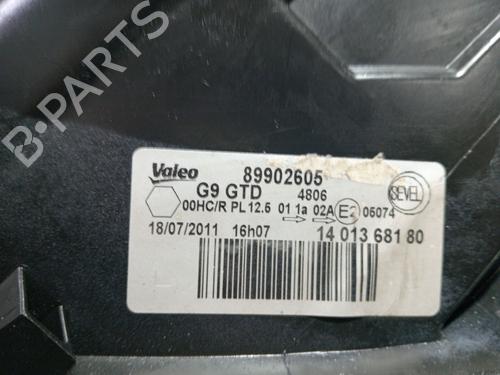 B-PARTS
Valeo 89902605
G9 GTD 4806
00HC/R PL 12.5 01 1a 02A E2 05074
SEVEL
18/07/2011 16h07 14 013 681 80